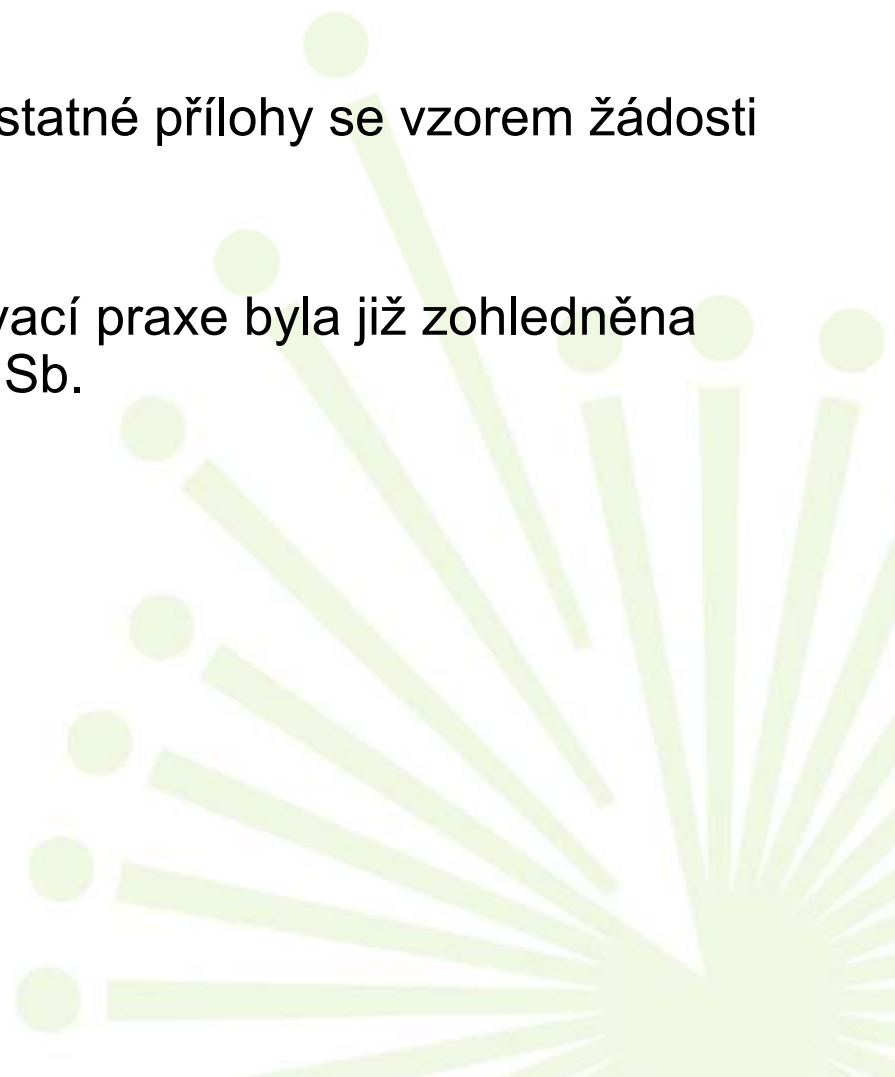 statné přílohy se vzorem žádosti
vací praxe byla již zohledněna
Sb.